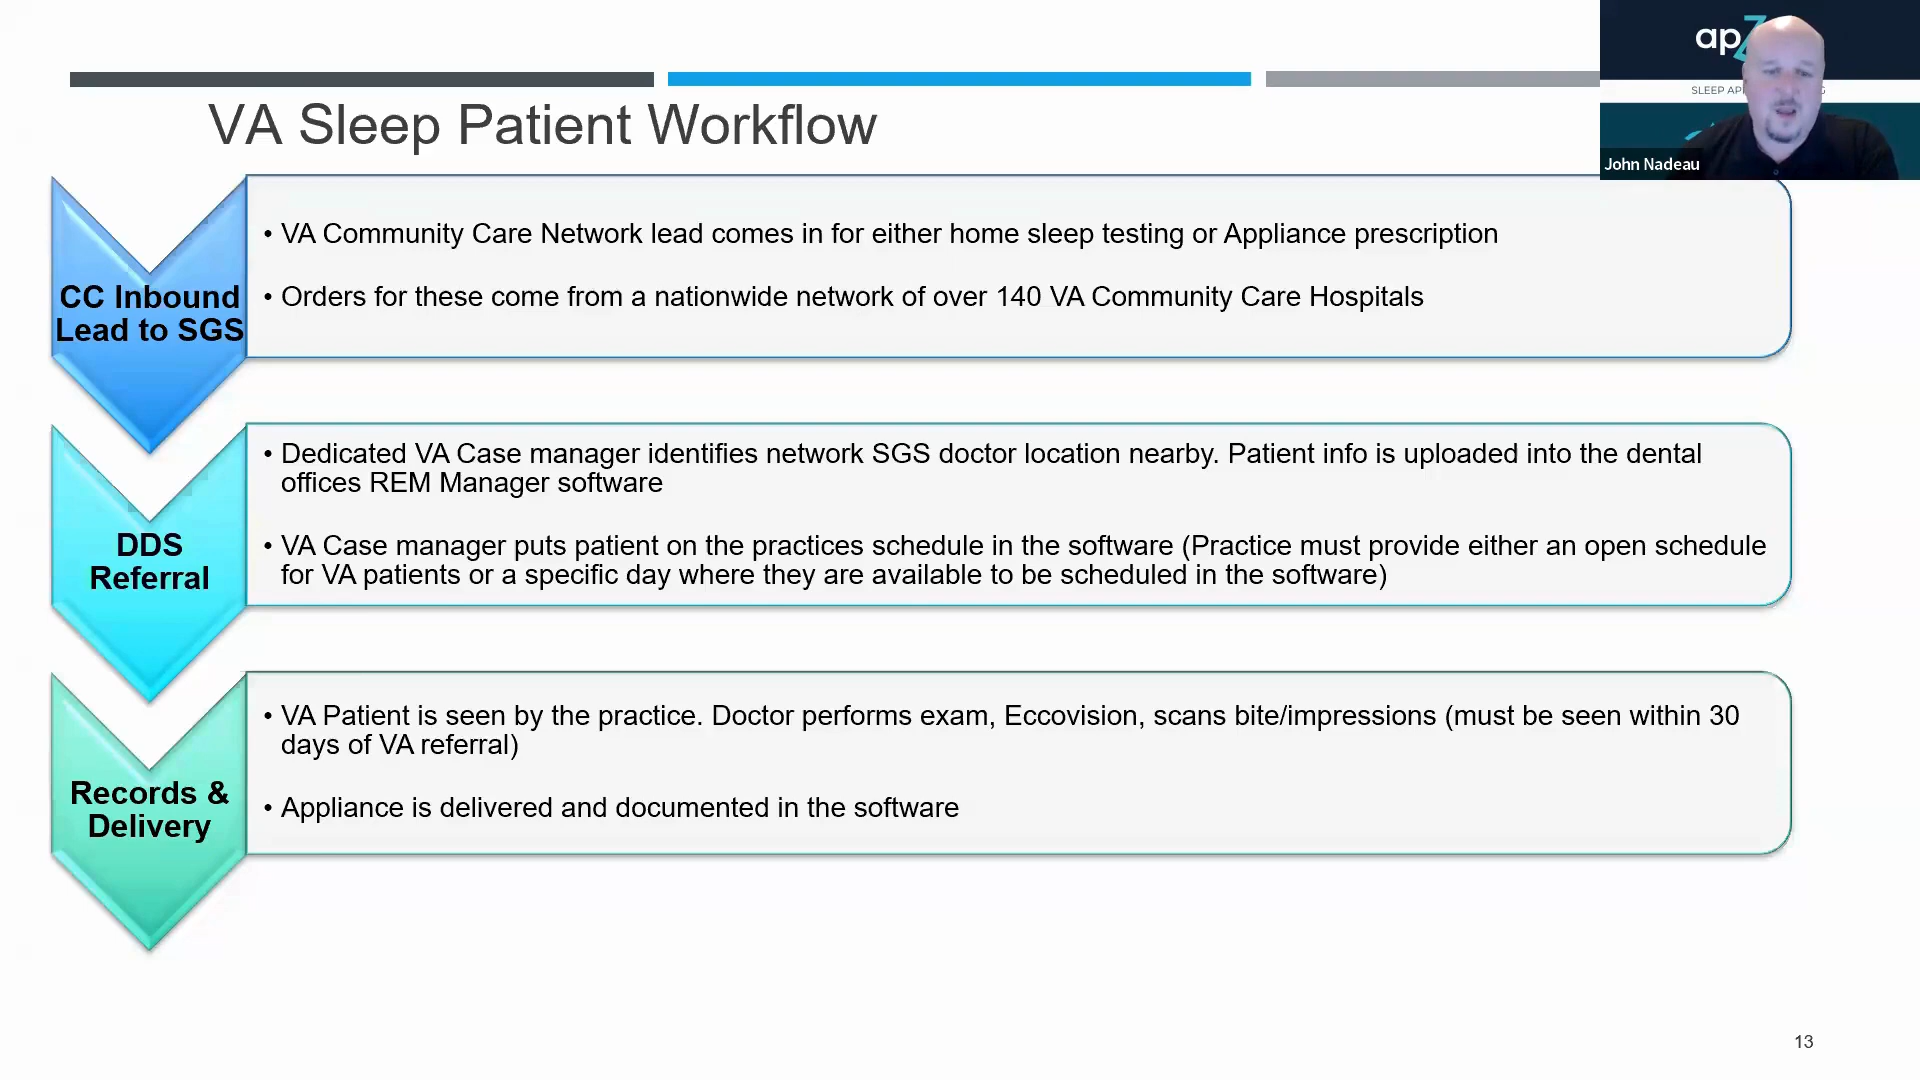 apZ
SLEEP AP
G
John Nadeau
VA Sleep Patient Workflow
CC Inbound
Lead to SGS
• VA Community Care Network lead comes in for either home sleep testing or Appliance prescription
• Orders for these come from a nationwide network of over 140 VA Community Care Hospitals
DDS
Referral
• Dedicated VA Case manager identifies network SGS doctor location nearby. Patient info is uploaded into the dental
offices REM Manager software
• VA Case manager puts patient on the practices schedule in the software (Practice must provide either an open schedule
for VA patients or a specific day where they are available to be scheduled in the software)
Records &
Delivery
• VA Patient is seen by the practice. Doctor performs exam, Eccovision, scans bite/impressions (must be seen within 30
days of VA referral)
• Appliance is delivered and documented in the software
13